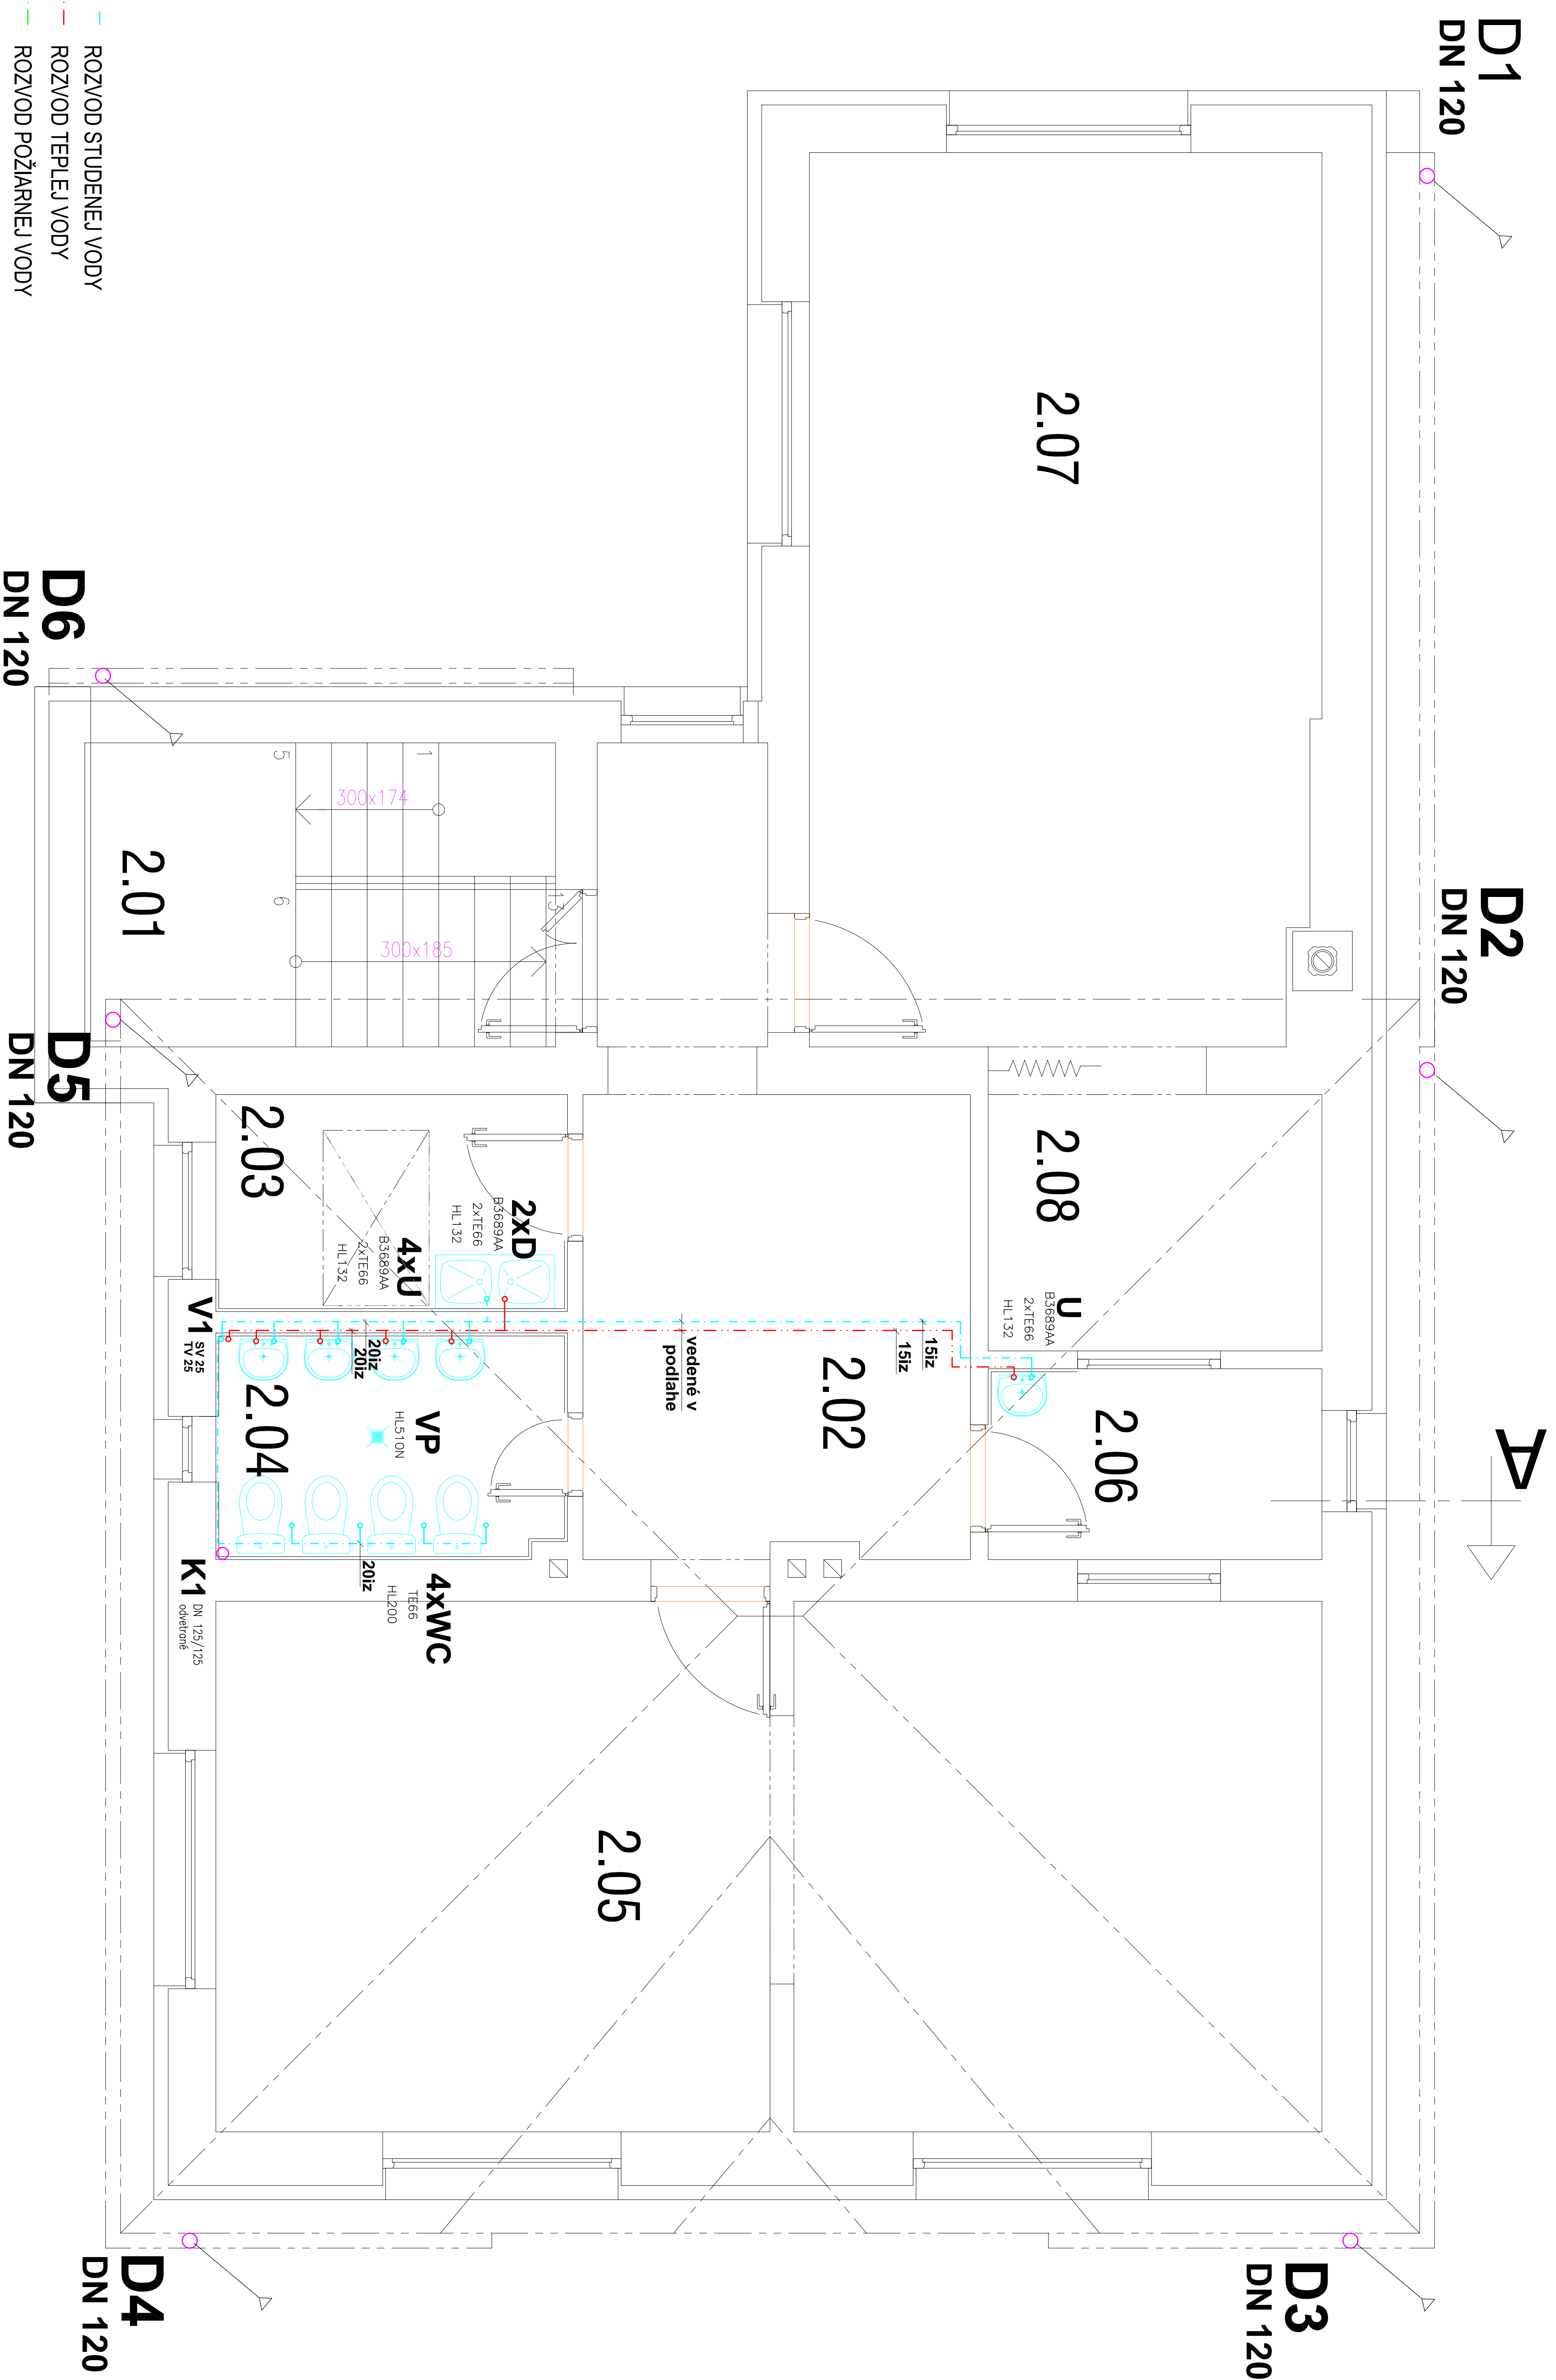 D1
DN 120
D2
DN 120
A
D3
DN 120
2.07
2.08
U
B3689AA
2xTE66
HL132
2.06
15iz
15iz
2.02
vedené v
podlahe
2.05
2xD
B3689AA
2xTE66
HL132
4xU
B3689AA
2xTE66
HL132
20iz
20iz
VP
HL510N
4xWC
TE66
HL200
20iz
1
5
6
13
300x174
300x185
2.01
2.03
2.04
V1
SV 25
TV 25
K1
DN 125/125
odvetrané
D6
DN 120
D5
DN 120
D4
DN 120
ROZVOD STUDENEJ VODY
ROZVOD TEPLEJ VODY
ROZVOD POŽIARNEJ VODY